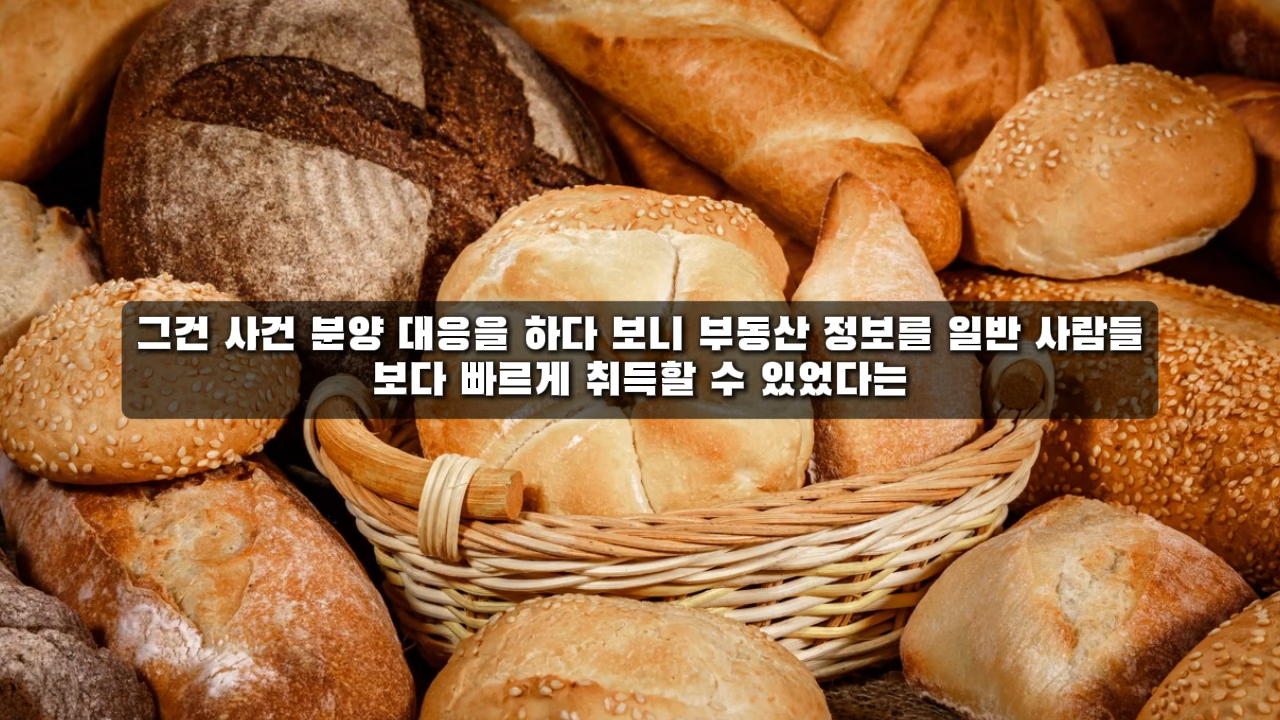 그건 사건 분양 대응을 하다 보니 부동산 정보를 일반 사람들
보다 빠르게 취득할 수 있었다는